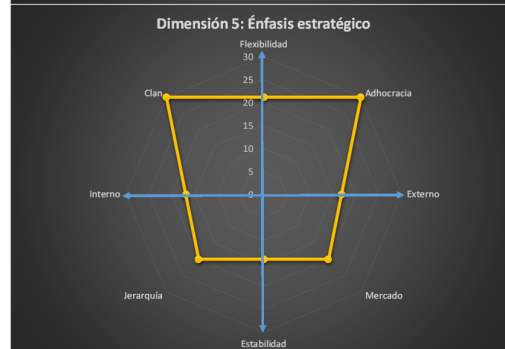 Dimensión 5: Énfasis estratégico
Flexibilidad
30
25
Clan
Adhocracia
20
15
10
5
Interno
0
Externo
Jerarquía
Mercado
Estabilidad